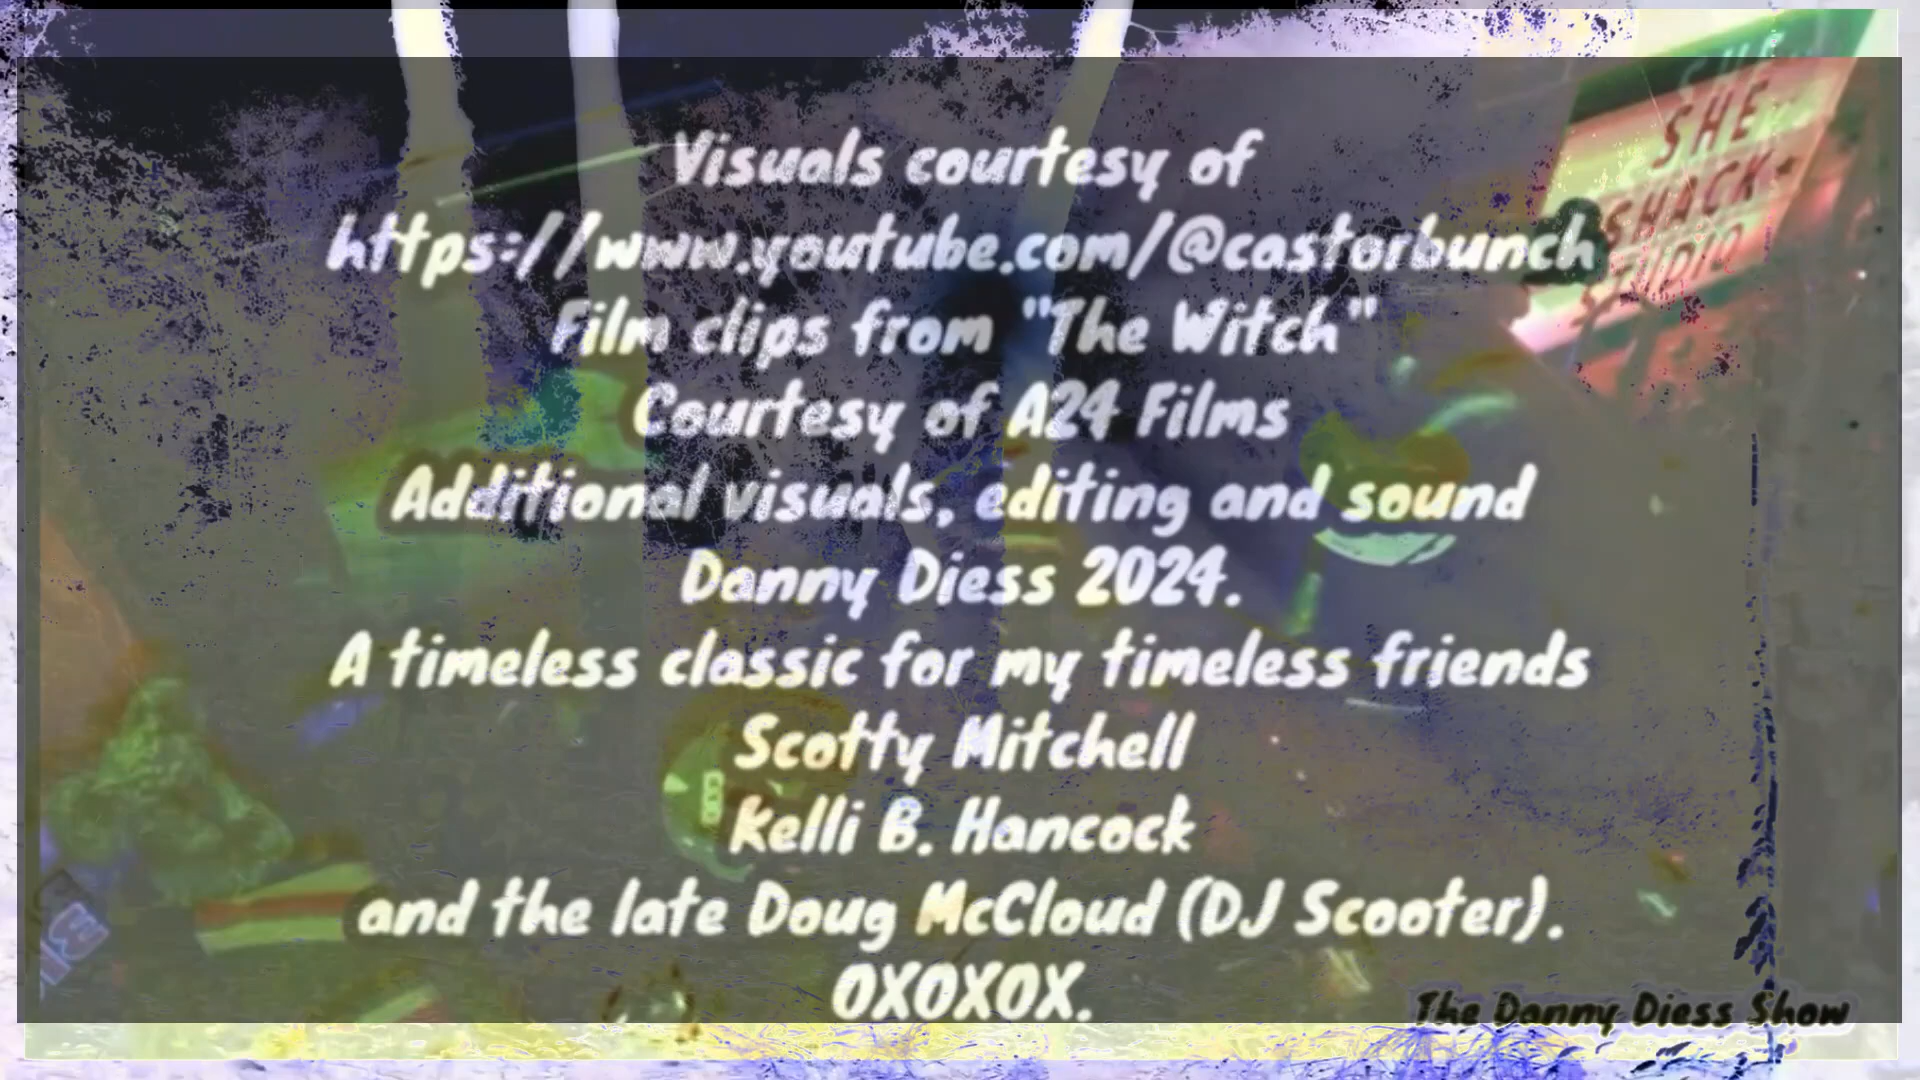 Visuals courtesy of
https://www.youtube.com/@castorbunch
Film clips from "The Witch"
Courtesy of A24 Films
Additional visuals, editing and sound
Danny Diess 2024.
A timeless classic for my timeless friends
Scotty Mitchell
Kelli B. Hancock
and the late Doug McCloud (DJ Scooter).
OXOXOX.
The Danny Diess Show
SHE
SHACK